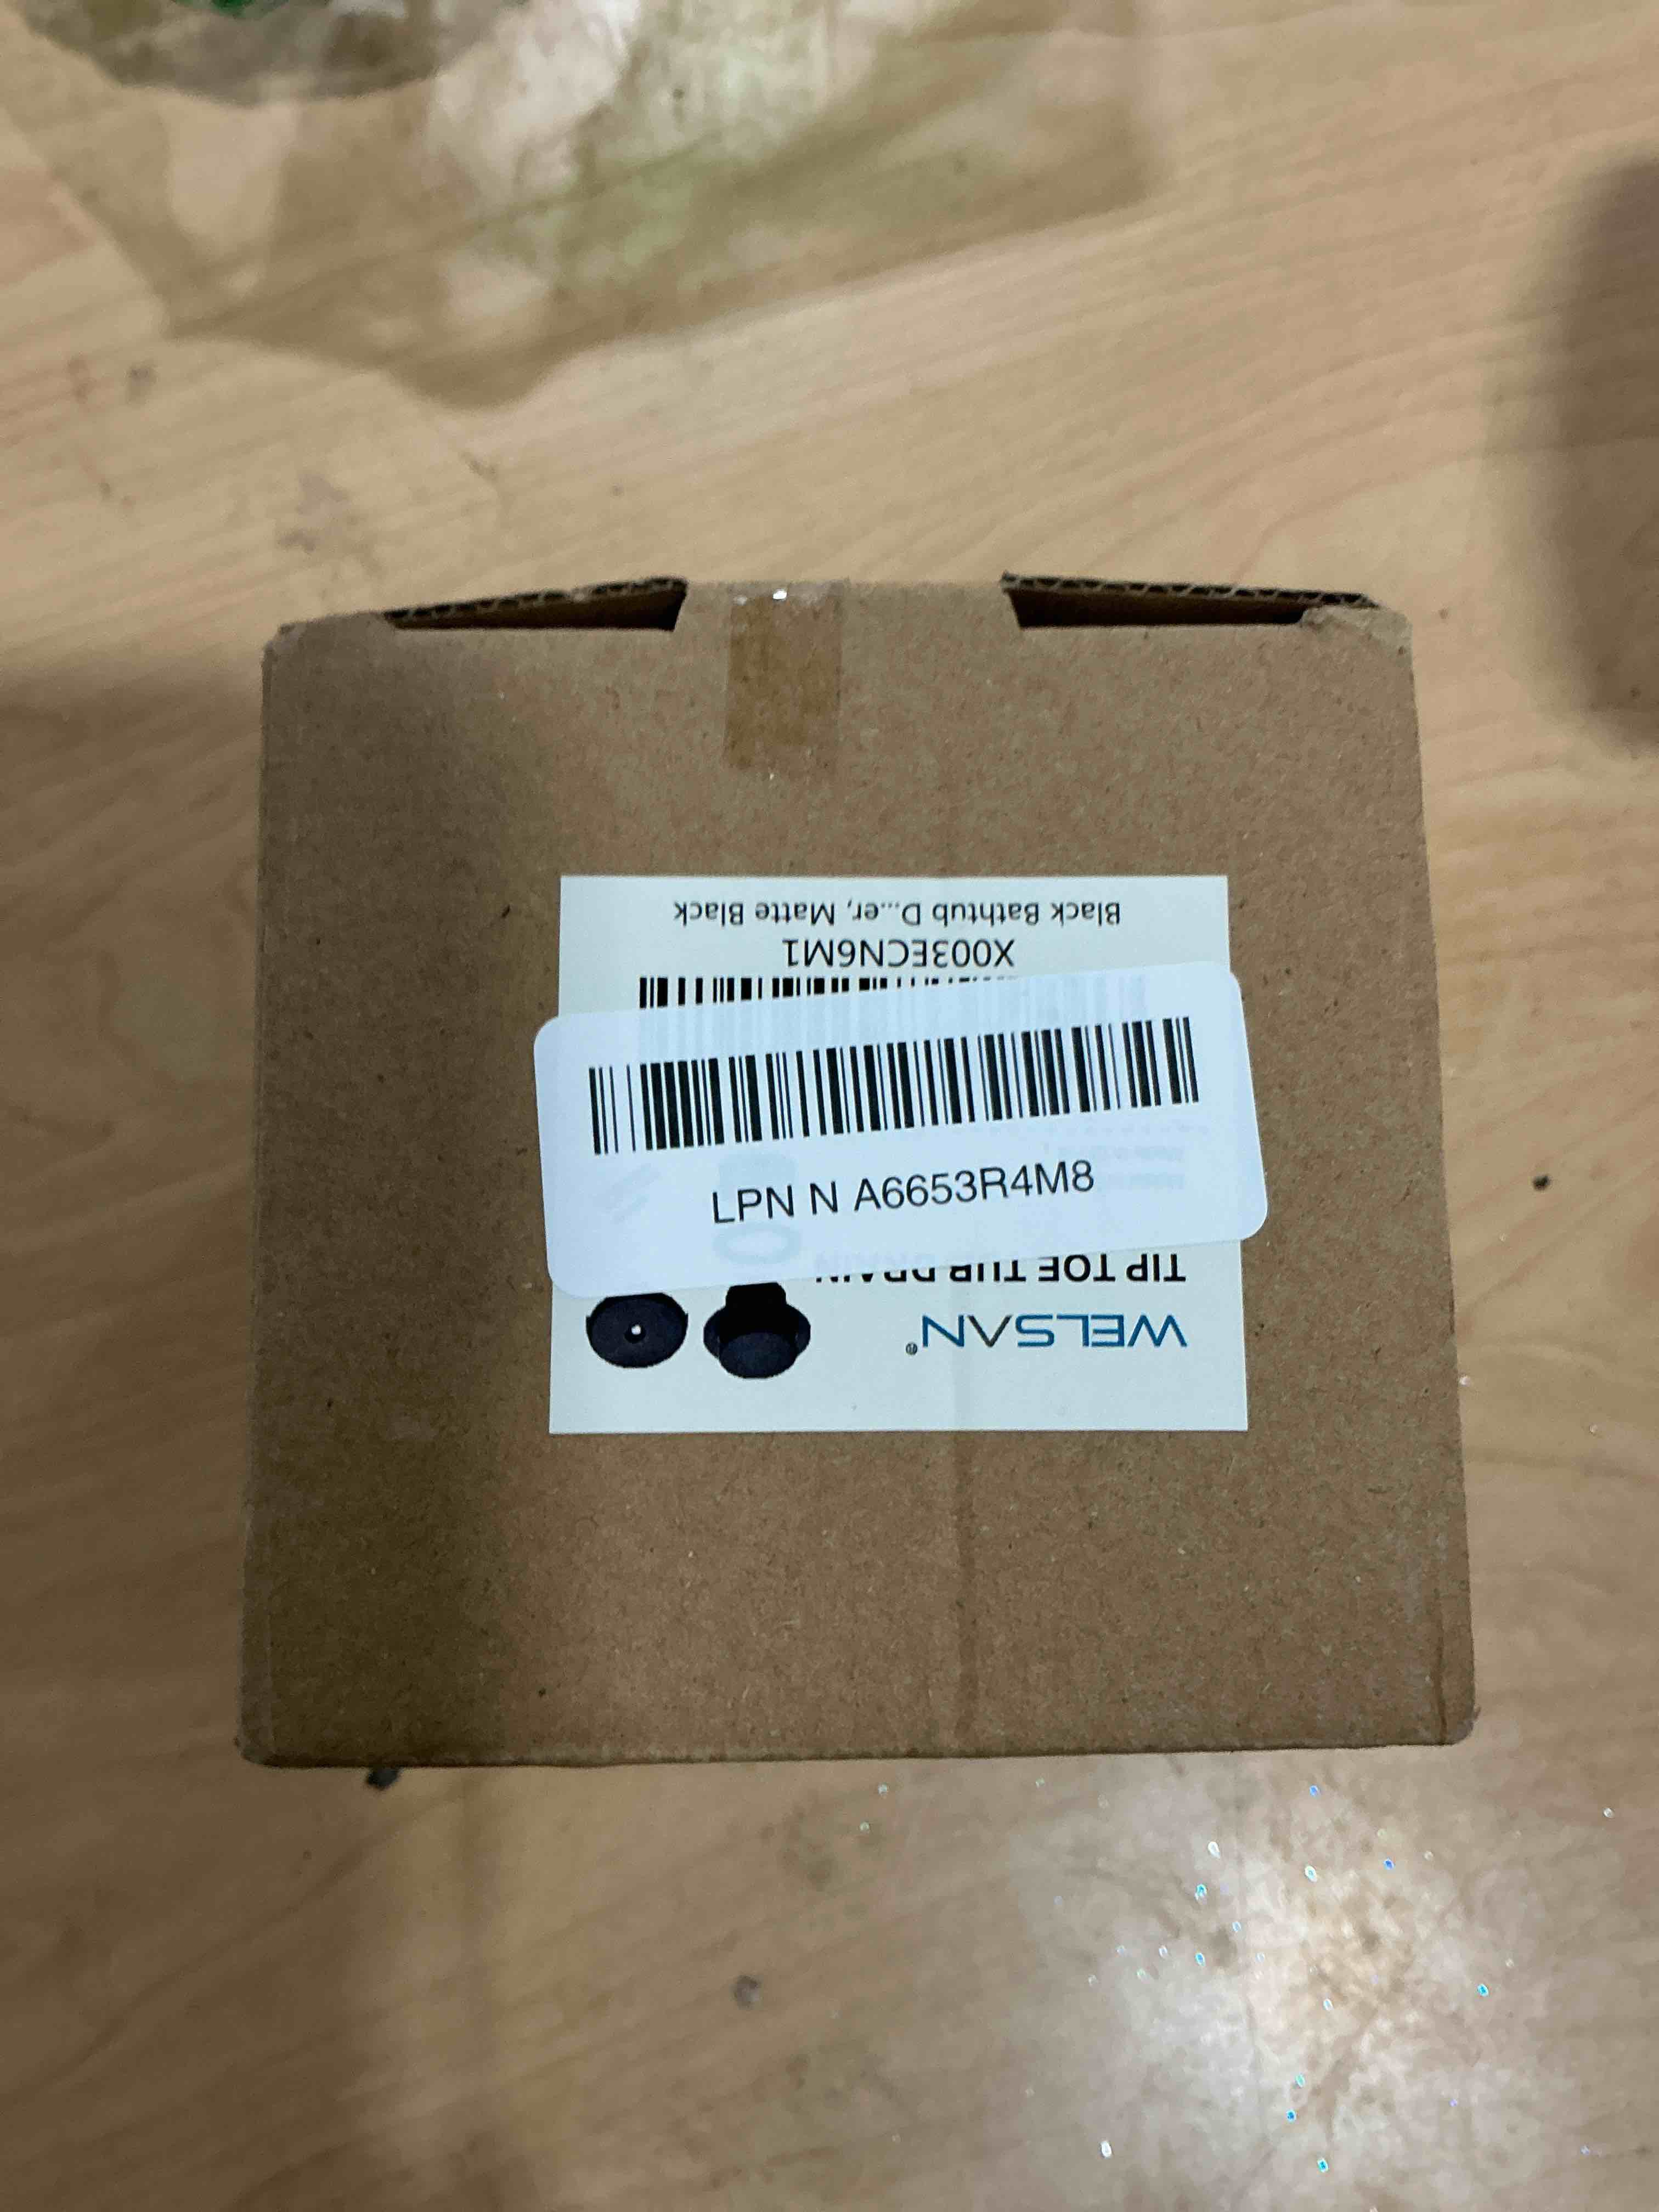 Black Bathtub D...er, Matte Black
X003ECN6M1
LPN N A6653R4M8
WELSAN®
TIP TOE TUB DRAIN